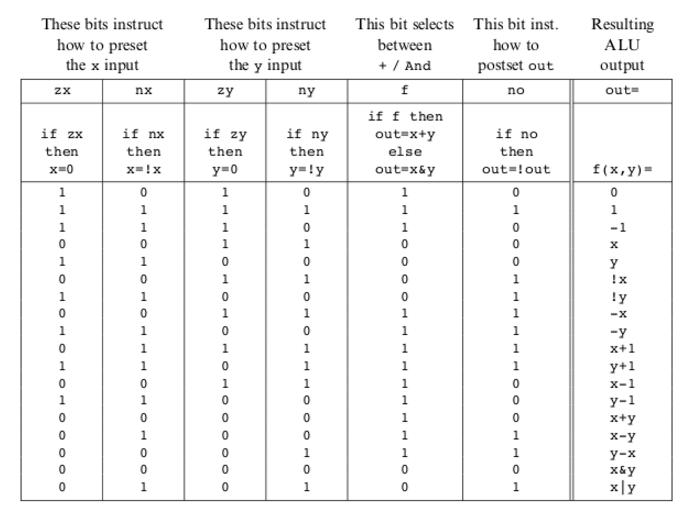 These bits instruct These bits instruct This bit selects This bit inst. Resulting
how to preset how to preset between how to ALU
the x input the y input + / And postset out output
zx nx zy ny f no out=
if f then
if zx if nx if zy if ny out=x+y if no
then then then then else then
x=0 x=!x y=0 y=!y out=x&y out=!out f(x,y)=
1 0 1 0 1 0 0
1 1 1 1 1 1 1
1 1 1 0 1 0 -1
0 0 1 1 0 0 x
1 1 0 0 0 0 y
0 0 1 1 0 1 !x
1 1 0 0 0 1 !y
0 0 1 1 1 1 -x
1 1 0 0 1 1 -y
0 1 1 1 1 1 x+1
1 1 0 1 1 1 y+1
0 0 1 1 1 0 x-1
1 1 0 0 1 0 y-1
0 0 0 0 1 0 x+y
0 1 0 0 1 1 x-y
0 0 0 1 1 1 y-x
0 0 0 0 0 0 x&y
0 1 0 1 0 1 x|y